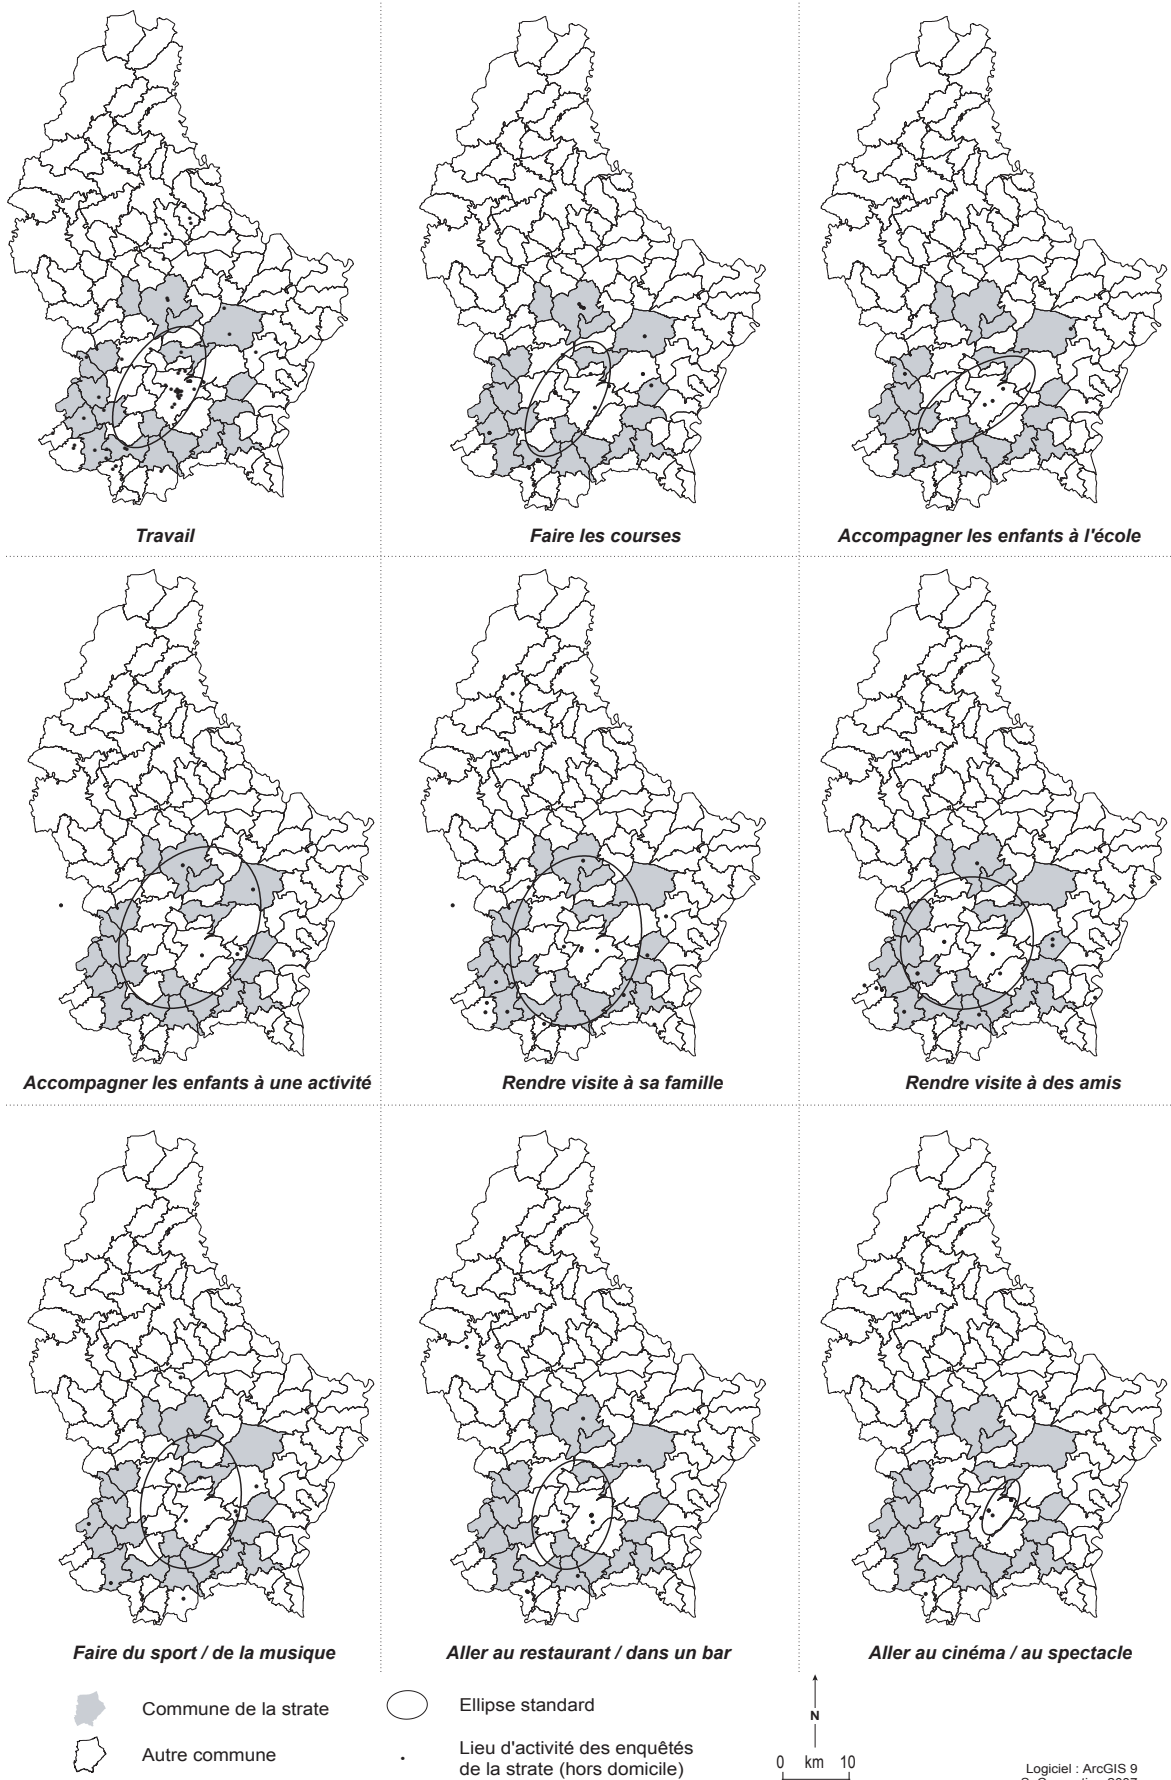 Travail
Faire les courses
Accompagner les enfants à l'école
Accompagner les enfants à une activité
Rendre visite à sa famille
Rendre visite à des amis
Faire du sport / de la musique
Aller au restaurant / dans un bar
Aller au cinéma / au spectacle
Commune de la strate
Ellipse standard
N
Autre commune
Lieu d'activité des enquêtés
de la strate (hors domicile)
0 km 10
Logiciel : ArcGIS 9